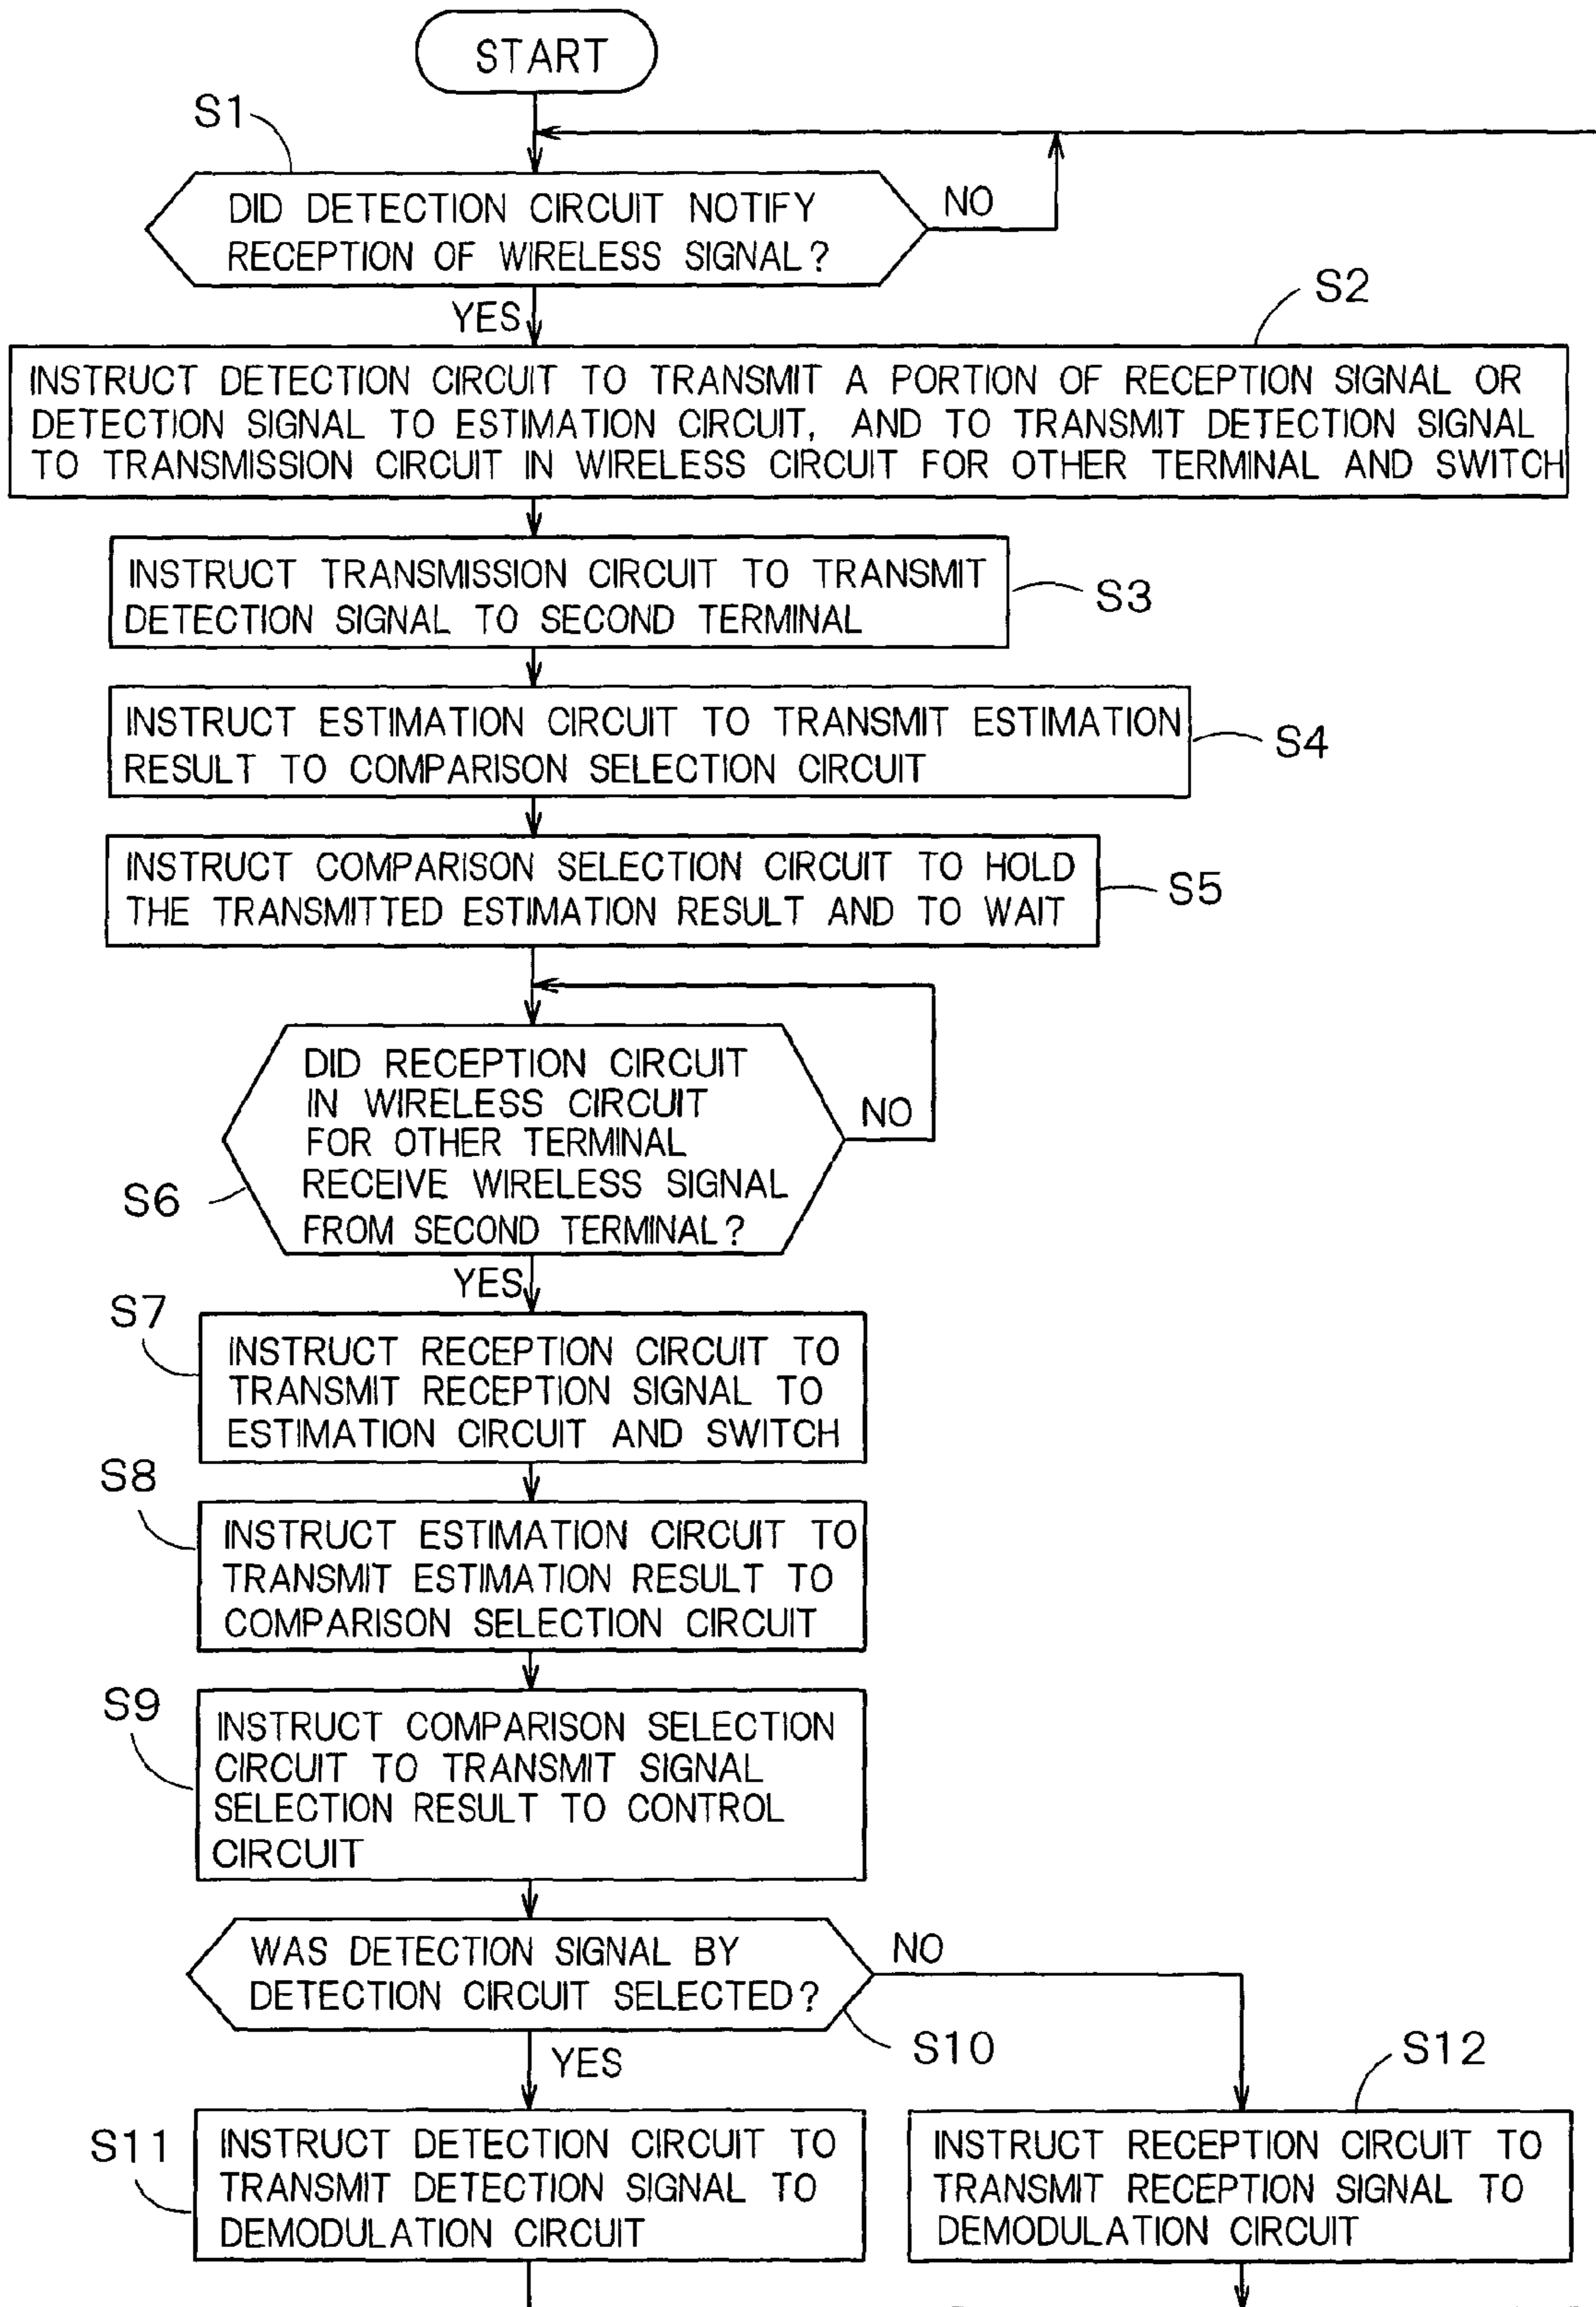 START
S1
DID DETECTION CIRCUIT NOTIFY
RECEPTION OF WIRELESS SIGNAL?
NO
YES
S2
INSTRUCT DETECTION CIRCUIT TO TRANSMIT A PORTION OF RECEPTION SIGNAL OR
DETECTION SIGNAL TO ESTIMATION CIRCUIT, AND TO TRANSMIT DETECTION SIGNAL
TO TRANSMISSION CIRCUIT IN WIRELESS CIRCUIT FOR OTHER TERMINAL AND SWITCH
INSTRUCT TRANSMISSION CIRCUIT TO TRANSMIT
DETECTION SIGNAL TO SECOND TERMINAL
S3
INSTRUCT ESTIMATION CIRCUIT TO TRANSMIT ESTIMATION
RESULT TO COMPARISON SELECTION CIRCUIT
S4
INSTRUCT COMPARISON SELECTION CIRCUIT TO HOLD
THE TRANSMITTED ESTIMATION RESULT AND TO WAIT
S5
DID RECEPTION CIRCUIT
IN WIRELESS CIRCUIT
FOR OTHER TERMINAL
RECEIVE WIRELESS SIGNAL
FROM SECOND TERMINAL?
NO
S6
YES
S7
INSTRUCT RECEPTION CIRCUIT TO
TRANSMIT RECEPTION SIGNAL TO
ESTIMATION CIRCUIT AND SWITCH
S8
INSTRUCT ESTIMATION CIRCUIT TO
TRANSMIT ESTIMATION RESULT TO
COMPARISON SELECTION CIRCUIT
S9
INSTRUCT COMPARISON SELECTION
CIRCUIT TO TRANSMIT SIGNAL
SELECTION RESULT TO CONTROL
CIRCUIT
WAS DETECTION SIGNAL BY
DETECTION CIRCUIT SELECTED?
NO
S10
YES
S12
S11
INSTRUCT DETECTION CIRCUIT TO
TRANSMIT DETECTION SIGNAL TO
DEMODULATION CIRCUIT
INSTRUCT RECEPTION CIRCUIT TO
TRANSMIT RECEPTION SIGNAL TO
DEMODULATION CIRCUIT